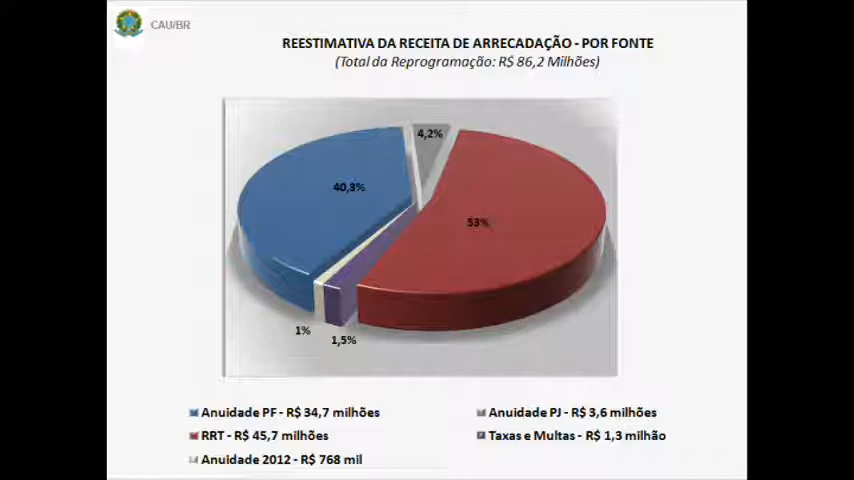 CAU/BR
REESTIMATIVA DA RECEITA DE ARRECADAÇÃO - POR FONTE
(Total da Reprogramação: R$ 86,2 Milhões)
4,2%
40,3%
53%
1%
1,5%
Anuidade PF - R$ 34,7 milhões
Anuidade PJ - R$ 3,6 milhões
RRT - R$ 45,7 milhões
Taxas e Multas - R$ 1,3 milhão
Anuidade 2012 - R$ 768 mil